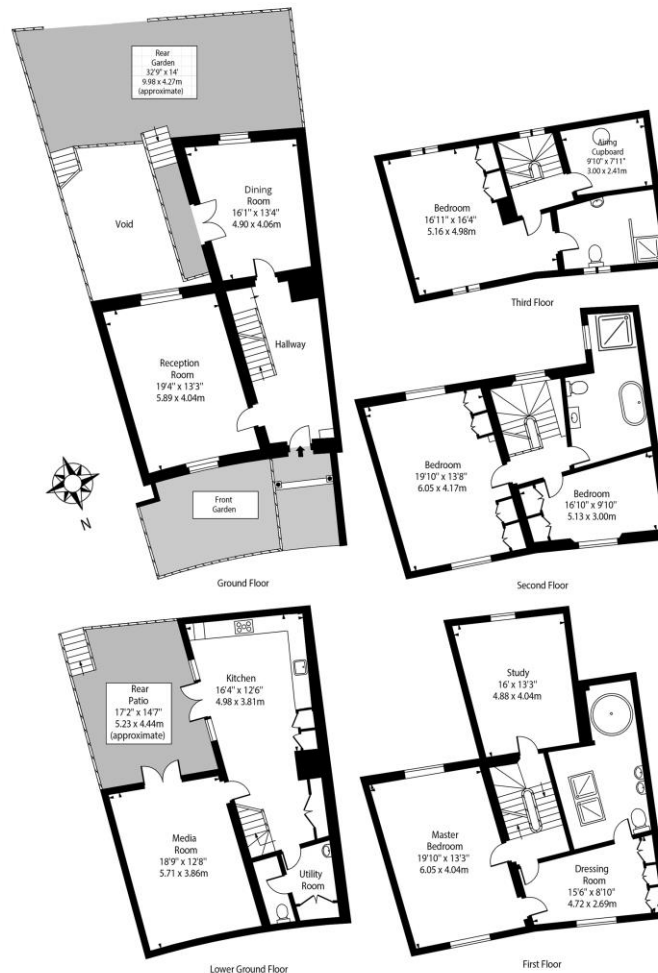 Rear
Garden
32'9" x 14'
9.98 x 4.27m
(approximate)
Void
Dining
Room
16'1" x 13'4"
4.90 x 4.06m
Reception
Room
19'4" x 13'3"
5.89 x 4.04m
Hallway
Front
Garden
N
Ground Floor
Bedroom
16'11" x 16'4"
5.16 x 4.98m
Airing
Cupboard
9'10" x 7'11"
3.00 x 2.41m
Third Floor
Bedroom
19'10" x 13'8"
6.05 x 4.17m
Bedroom
16'10" x 9'10"
5.13 x 3.00m
Second Floor
Rear
Patio
17'2" x 14'7"
5.23 x 4.44m
(approximate)
Kitchen
16'4" x 12'6"
4.98 x 3.81m
Media
Room
18'9" x 12'8"
5.71 x 3.86m
Utility
Room
Lower Ground Floor
Study
16' x 13'3"
4.88 x 4.04m
Master
Bedroom
19'10" x 13'3"
6.05 x 4.04m
Dressing
Room
15'6" x 8'10"
4.72 x 2.69m
First Floor